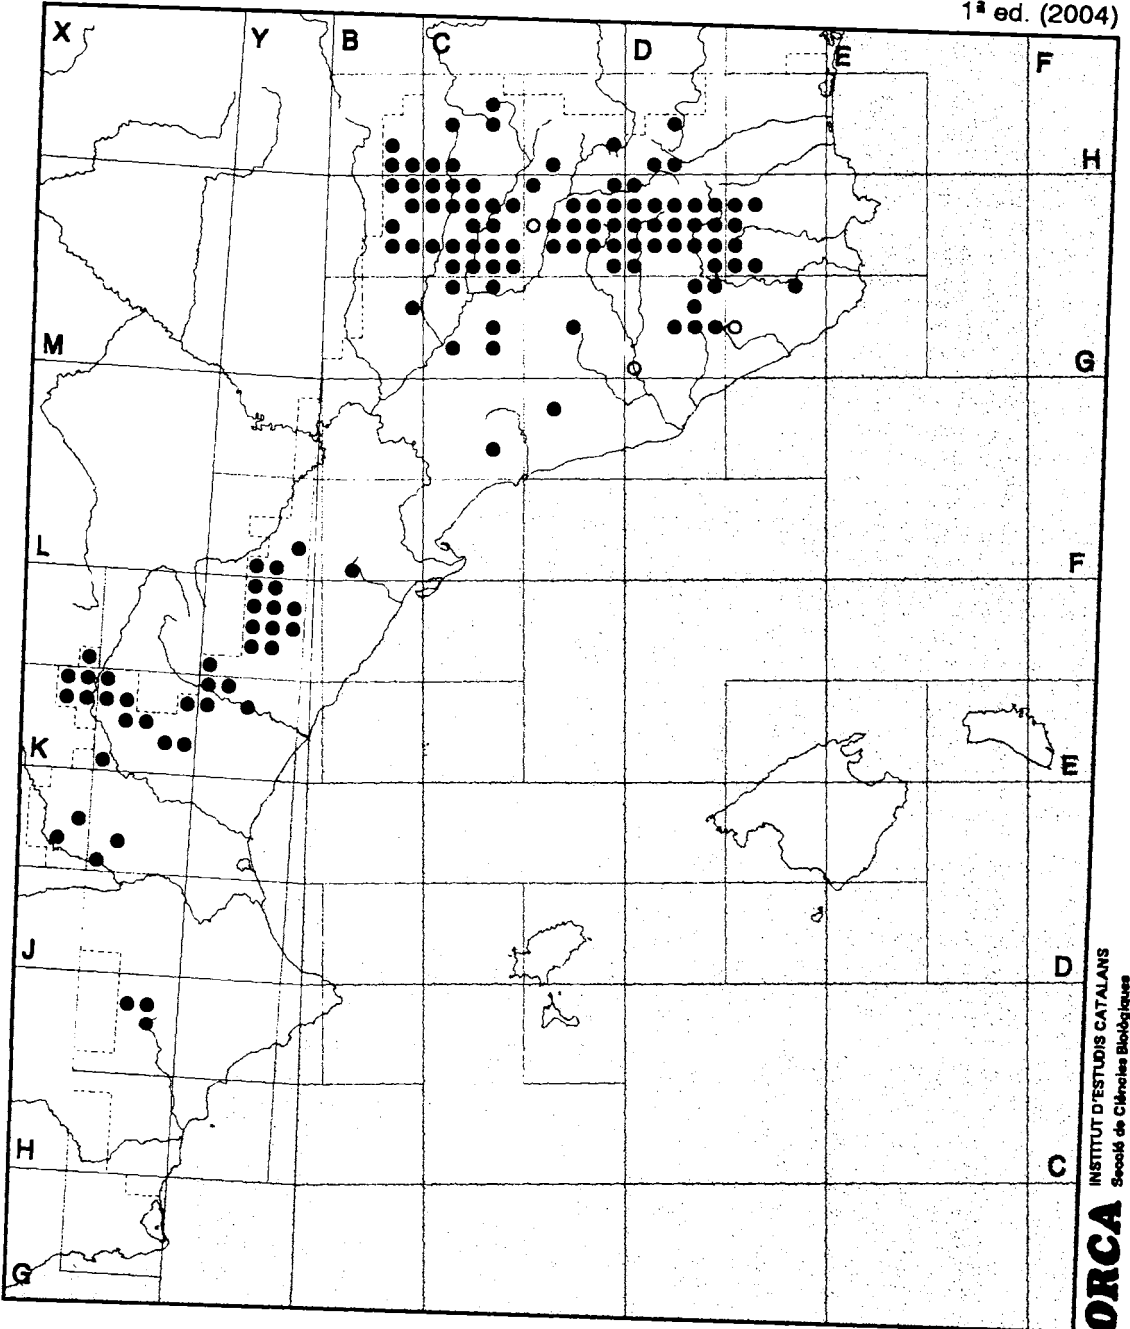 1ª ed. (2004)
X
Y
B
C
D
E
F
H
M
G
L
F
K
E
J
D
H
C
G
INSTITUT D'ESTUDIS CATALANS
Secció de Ciències Biològiques
ORCA